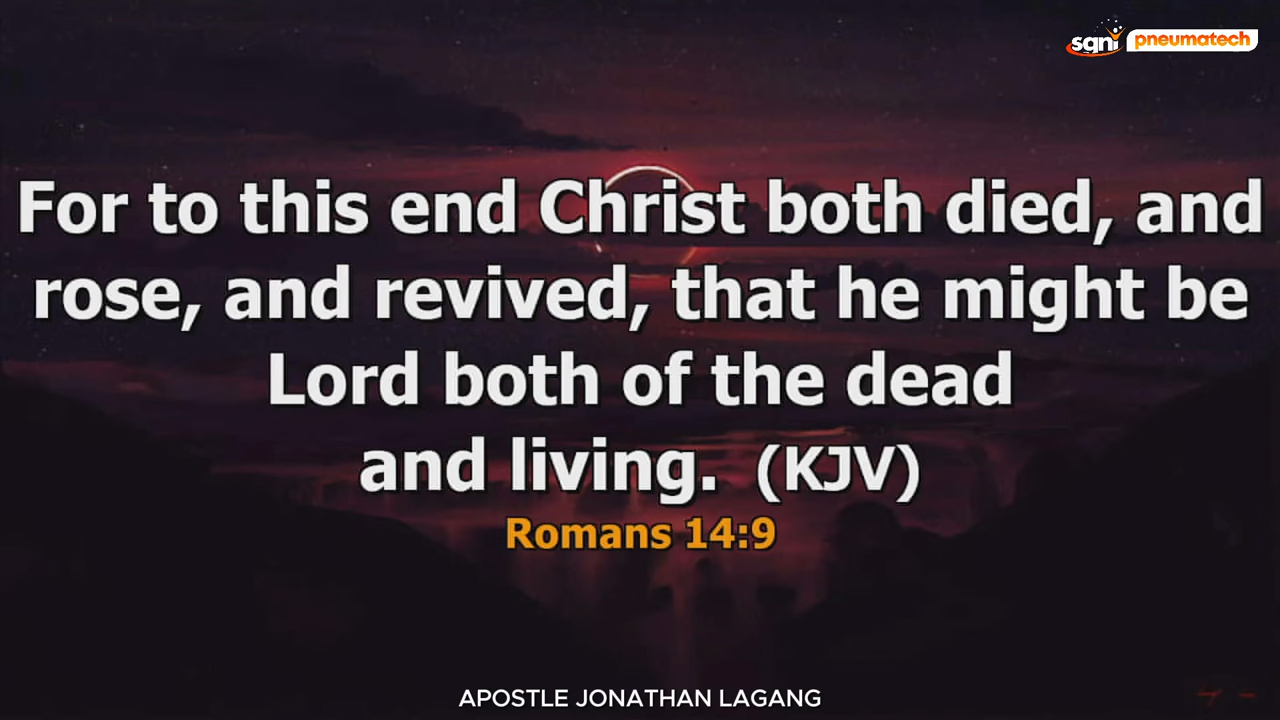 sgni pneumatech
For to this end Christ both died, and
rose, and revived, that he might be
Lord both of the dead
and living. (KJV)
Romans 14:9
APOSTLE JONATHAN LAGANG